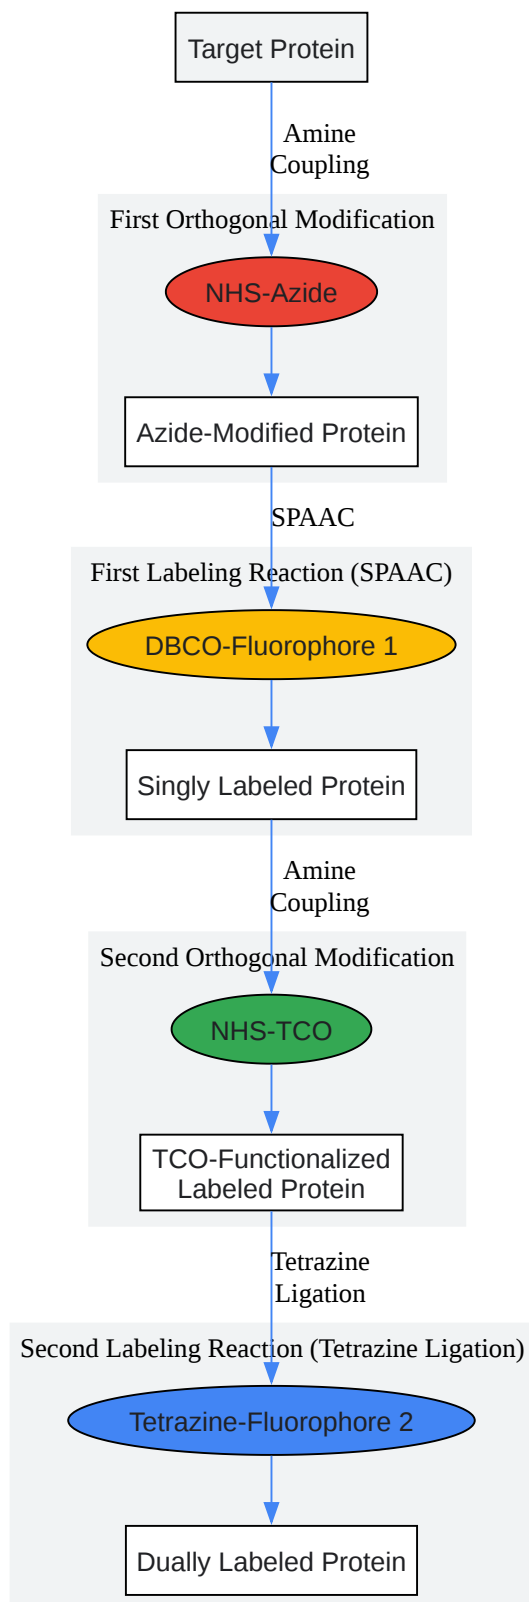 Target Protein
Amine
Coupling
First Orthogonal Modification
NHS-Azide
Azide-Modified Protein
SPAAC
First Labeling Reaction (SPAAC)
DBCO-Fluorophore 1
Singly Labeled Protein
Amine
Coupling
Second Orthogonal Modification
NHS-TCO
TCO-Functionalized
Labeled Protein
Tetrazine
Ligation
Second Labeling Reaction (Tetrazine Ligation)
Tetrazine-Fluorophore 2
Dually Labeled Protein